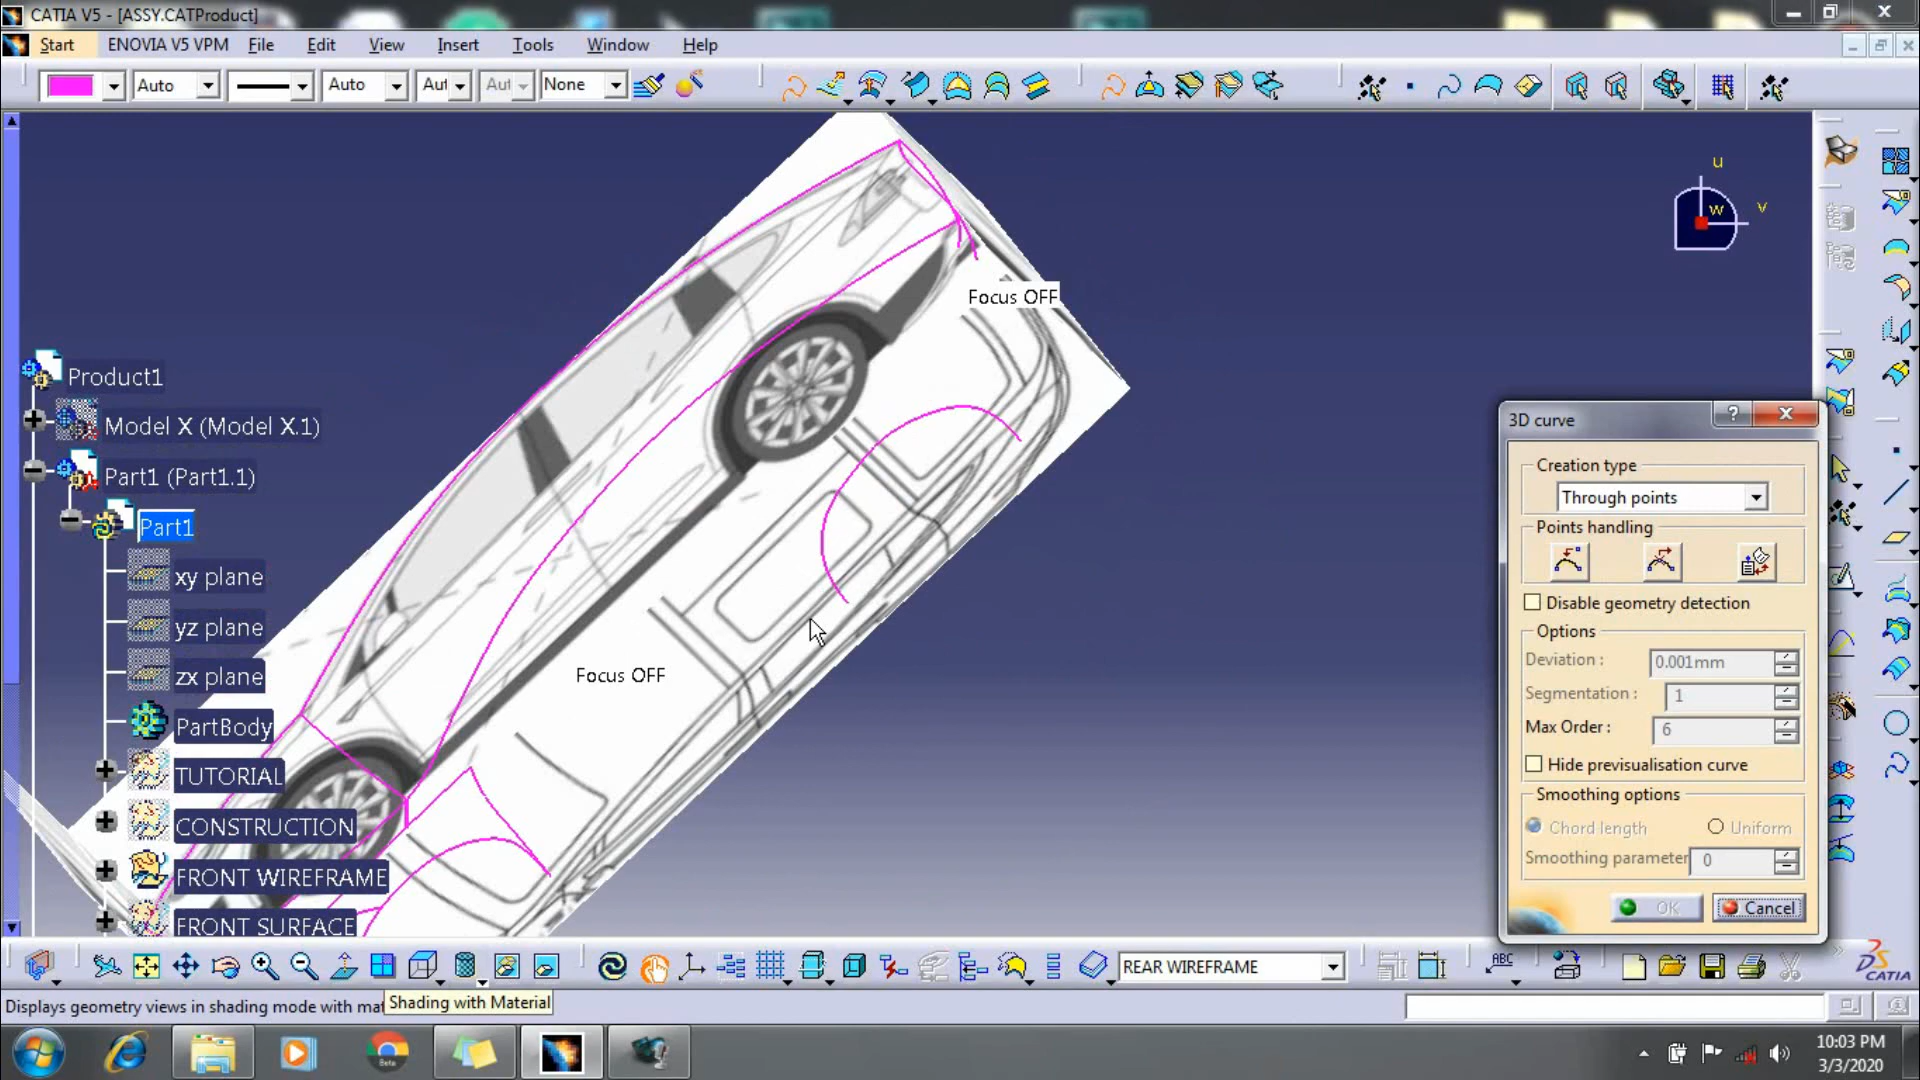 CATIA V5 - [ASSY.CATProduct]
Start ENOVIA V5 VPM File Edit View Insert Tools Window Help
Auto Auto Aut Aut None
u
v
w
Focus OFF
Product1
Model X (Model X.1)
Part1 (Part1.1)
Part1
xy plane
yz plane
zx plane
PartBody
TUTORIAL
CONSTRUCTION
FRONT WIREFRAME
FRONT SURFACE
Focus OFF
3D curve
Creation type
Through points
Points handling
Disable geometry detection
Options
Deviation : 0.001mm
Segmentation : 1
Max Order : 6
Hide previsualisation curve
Smoothing options
Chord length Uniform
Smoothing parameter 0
OK Cancel
REAR WIREFRAME
ABC
DS CATIA
Displays geometry views in shading mode with mat
Shading with Material
Beta
10:03 PM
3/3/2020